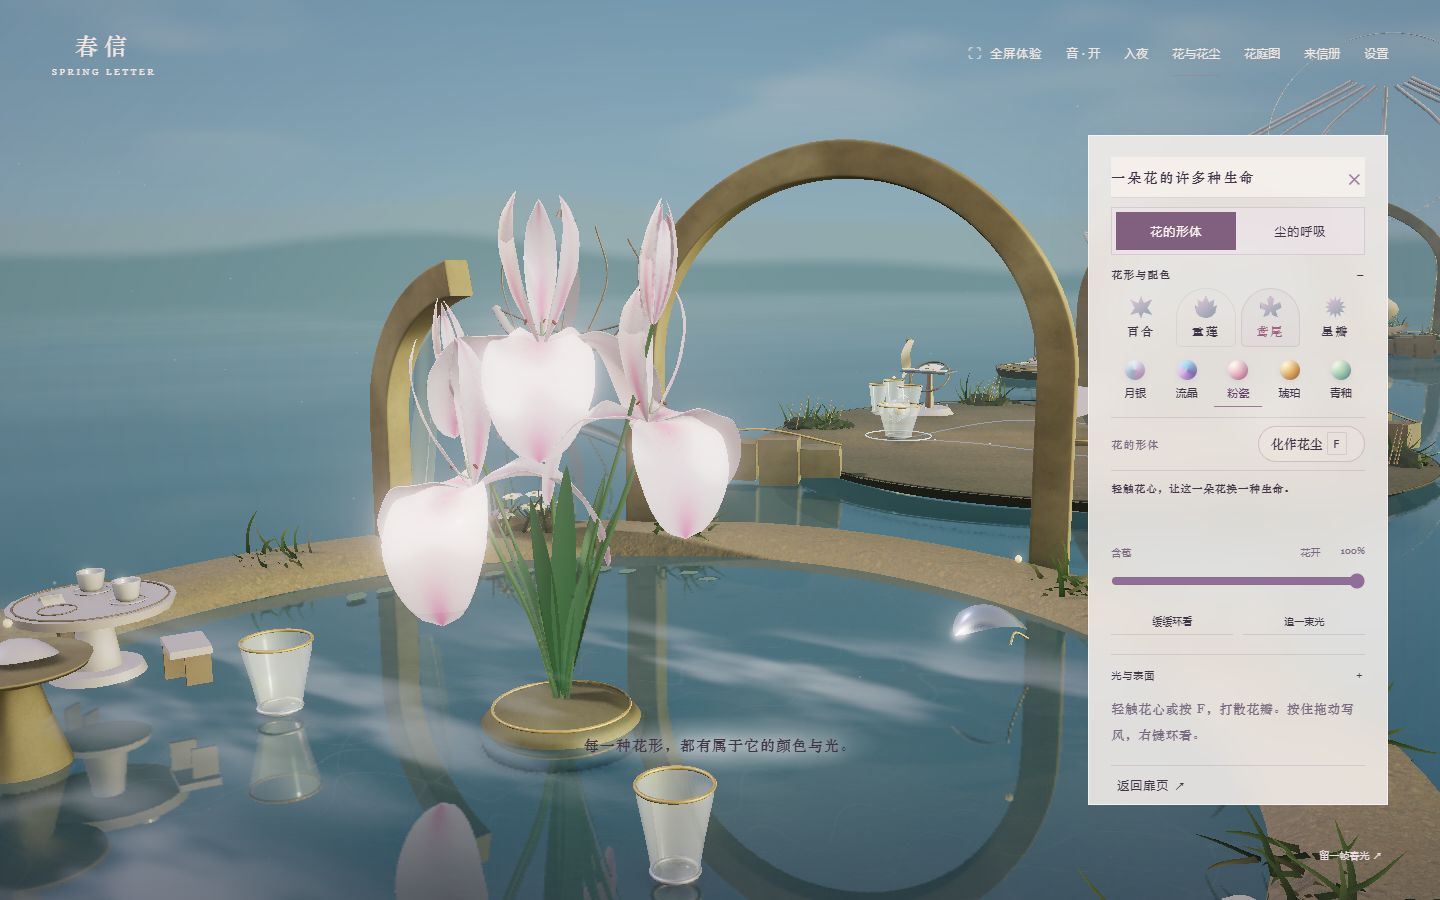 春信
SPRING LETTER
全屏体验 音·开 入夜 花与花尘 花庭图 来信册 设置
一朵花的许多种生命 ×
花的形体 尘的呼吸
花形与配色 −
百合 重莲 鸢尾 星瓣
月银 流晶 粉瓷 琥珀 青釉
花的形体 化作花尘 F
轻触花心，让这一朵花换一种生命。
含苞 花开 100%
缓缓环看 追一束光
光与表面 +
轻触花心或按 F，打散花瓣。按住拖动写
风，右键环看。
每一种花形，都有属于它的颜色与光。
返回扉页 ↗
留一帧春光 ↗